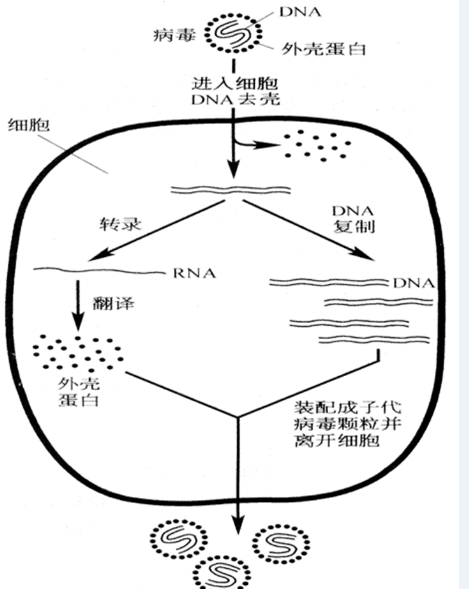 DNA
病毒
外壳蛋白
进入细胞
DNA去壳
细胞
转录
DNA
复制
RNA
DNA
翻译
外壳
蛋白
装配成子代
病毒颗粒并
离开细胞